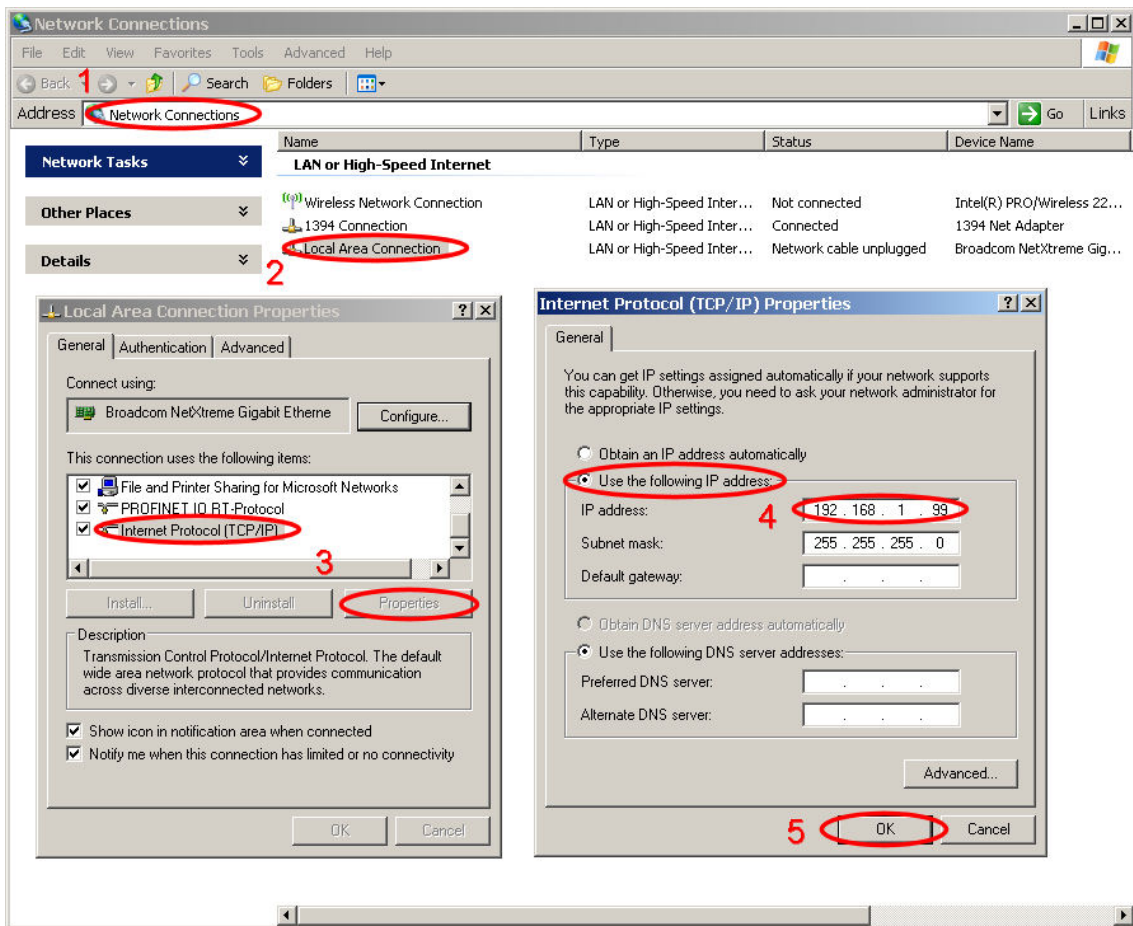 Network Connections
File Edit View Favorites Tools Advanced Help
Back 1 Search Folders
Address Network Connections Go Links
Name Type Status Device Name
Network Tasks
Other Places
Details
LAN or High-Speed Internet
Wireless Network Connection LAN or High-Speed Inter... Not connected Intel(R) PRO/Wireless 22...
1394 Connection LAN or High-Speed Inter... Connected 1394 Net Adapter
Local Area Connection LAN or High-Speed Inter... Network cable unplugged Broadcom NetXtreme Gig...
2
Local Area Connection Properties
General Authentication Advanced
Connect using:
Broadcom NetXtreme Gigabit Etherne Configure...
This connection uses the following items:
File and Printer Sharing for Microsoft Networks
PROFINET IO RT-Protocol
Internet Protocol (TCP/IP)
3
Install... Uninstall Properties
Description
Transmission Control Protocol/Internet Protocol. The default
wide area network protocol that provides communication
across diverse interconnected networks.
Show icon in notification area when connected
Notify me when this connection has limited or no connectivity
OK Cancel
Internet Protocol (TCP/IP) Properties
General
You can get IP settings assigned automatically if your network supports
this capability. Otherwise, you need to ask your network administrator for
the appropriate IP settings.
Obtain an IP address automatically
Use the following IP address:
IP address: 4 192 . 168 . 1 . 99
Subnet mask: 255 . 255 . 255 . 0
Default gateway: . . .
Obtain DNS server address automatically
Use the following DNS server addresses:
Preferred DNS server: . . .
Alternate DNS server: . . .
Advanced...
5 OK Cancel